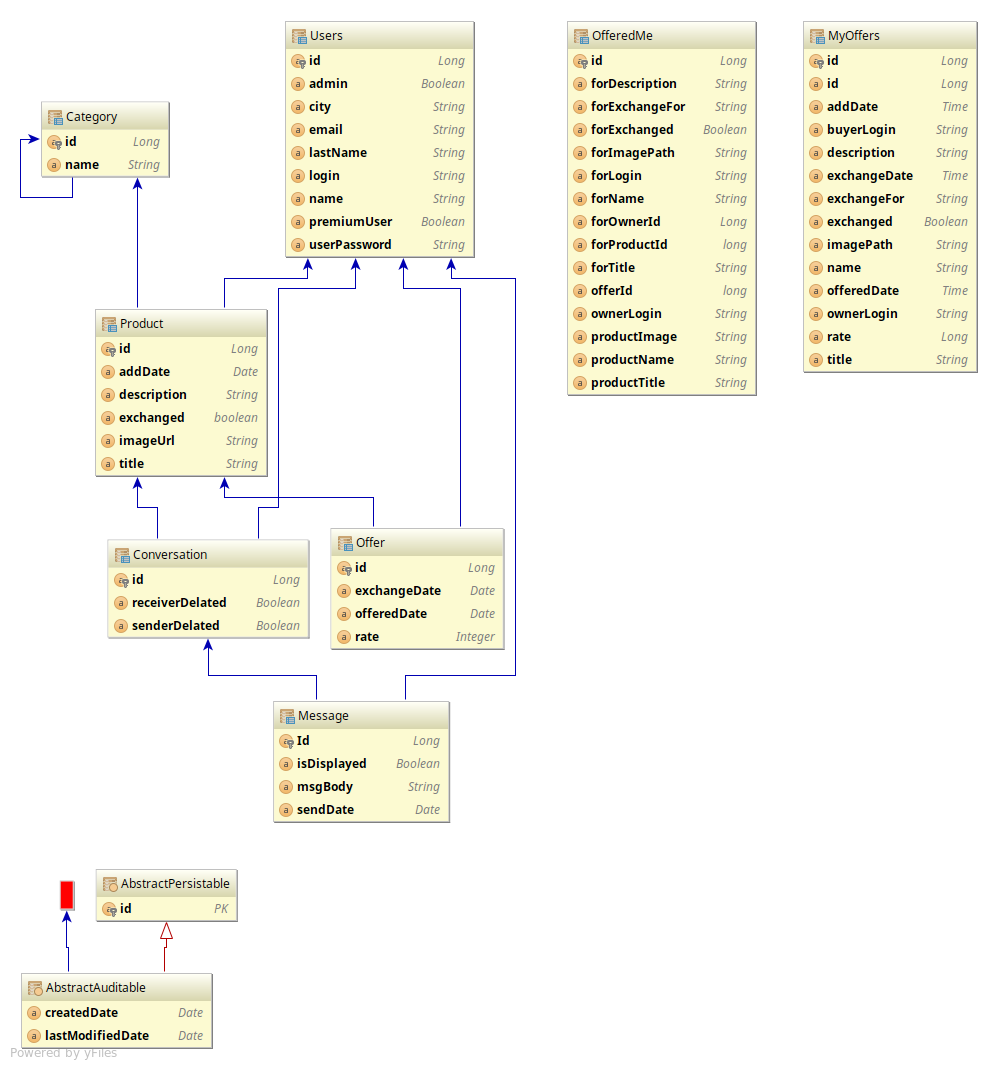 Users
id Long
admin Boolean
city String
email String
lastName String
login String
name String
premiumUser Boolean
userPassword String
OfferedMe
id Long
forDescription String
forExchangeFor String
forExchanged Boolean
forImagePath String
forLogin String
forName String
forOwnerId Long
forProductId long
forTitle String
offerId long
ownerLogin String
productImage String
productName String
productTitle String
MyOffers
id Long
id Long
addDate Time
buyerLogin String
description String
exchangeDate Time
exchangeFor String
exchanged Boolean
imagePath String
name String
offeredDate Time
ownerLogin String
rate Long
title String
Category
id Long
name String
Product
id Long
addDate Date
description String
exchanged boolean
imageUrl String
title String
Conversation
id Long
receiverDelated Boolean
senderDelated Boolean
Offer
id Long
exchangeDate Date
offeredDate Date
rate Integer
Message
Id Long
isDisplayed Boolean
msgBody String
sendDate Date
AbstractPersistable
id PK
AbstractAuditable
createdDate Date
lastModifiedDate Date
Powered by yFiles